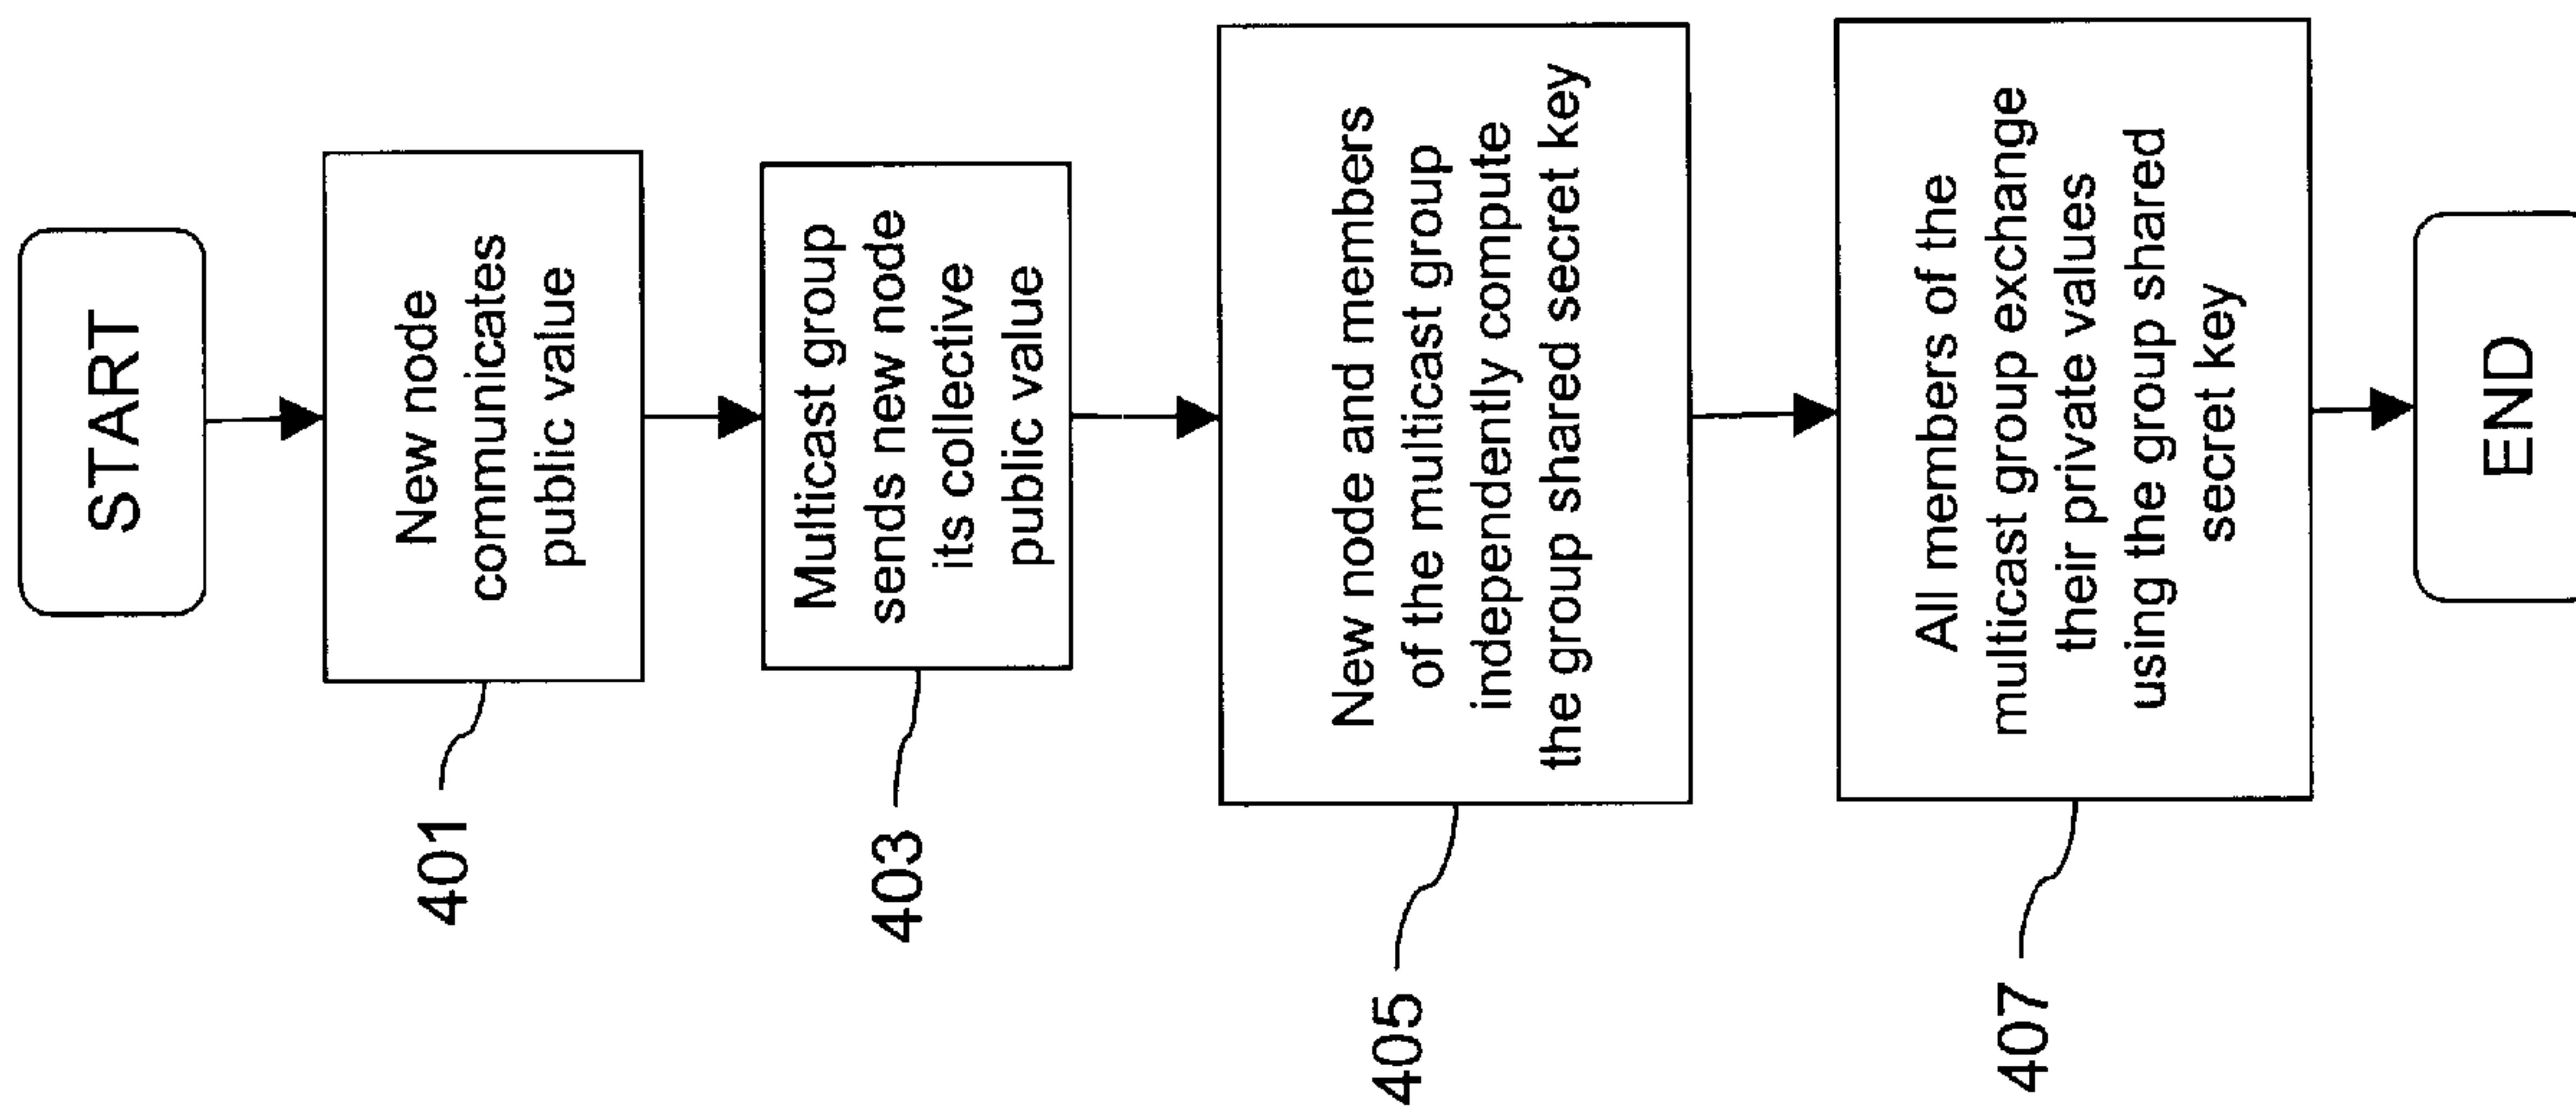 START
New node
communicates
public value
401
Multicast group
sends new node
its collective
public value
403
New node and members
of the multicast group
independently compute
the group shared secret key
405
All members of the
multicast group exchange
their private values
using the group shared
secret key
407
END